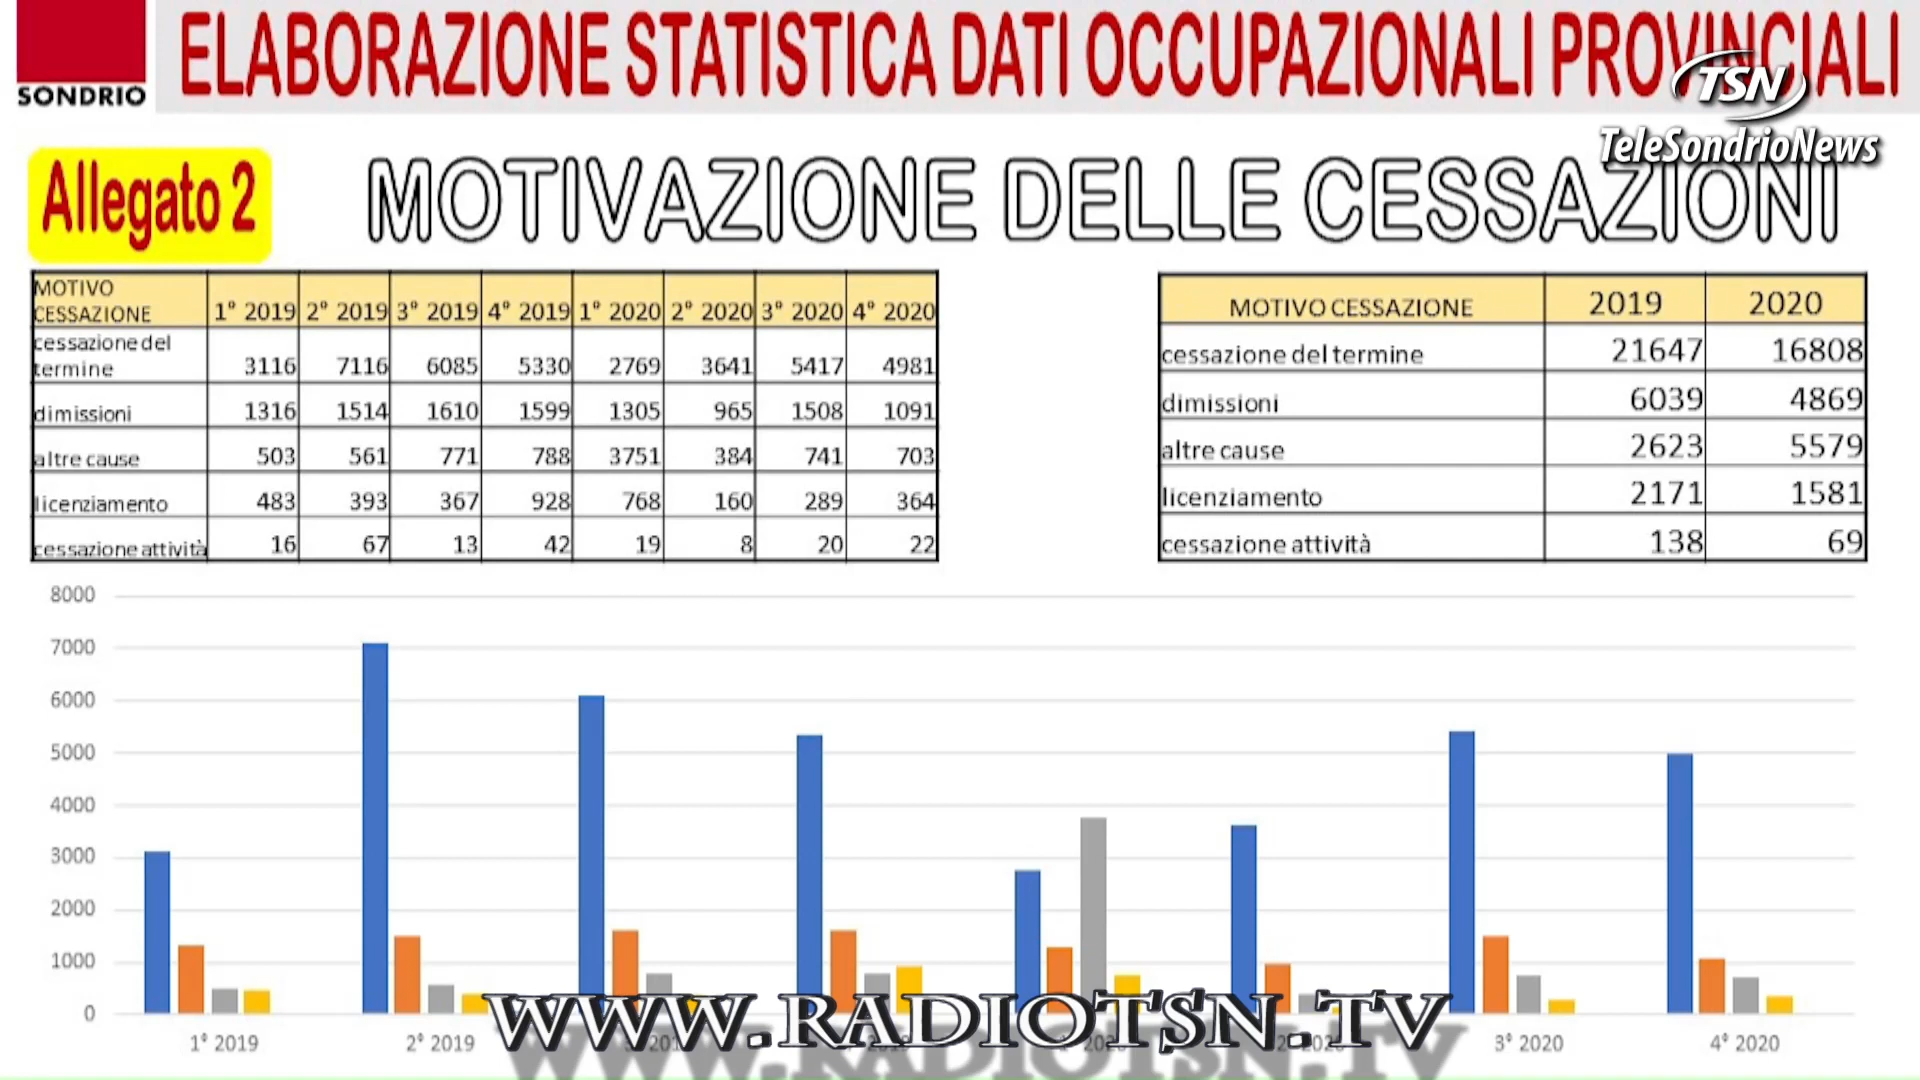 SONDRIO
ELABORAZIONE STATISTICA DATI OCCUPAZIONALI PROVINCIALI
TSN
TeleSondrioNews
Allegato 2
MOTIVAZIONE DELLE CESSAZIONI
MOTIVO CESSAZIONE 1° 2019 2° 2019 3° 2019 4° 2019 1° 2020 2° 2020 3° 2020 4° 2020
cessazione del termine 3116 7116 6085 5330 2769 3641 5417 4981
dimissioni 1316 1514 1610 1599 1305 965 1508 1091
altre cause 503 561 771 788 3751 384 741 703
licenziamento 483 393 367 928 768 160 289 364
cessazione attività 16 67 13 42 19 8 20 22
MOTIVO CESSAZIONE 2019 2020
cessazione del termine 21647 16808
dimissioni 6039 4869
altre cause 2623 5579
licenziamento 2171 1581
cessazione attività 138 69
8000
7000
6000
5000
4000
3000
2000
1000
0
1° 2019 2° 2019 3° 2020 4° 2020
WWW.RADIOTSN.TV